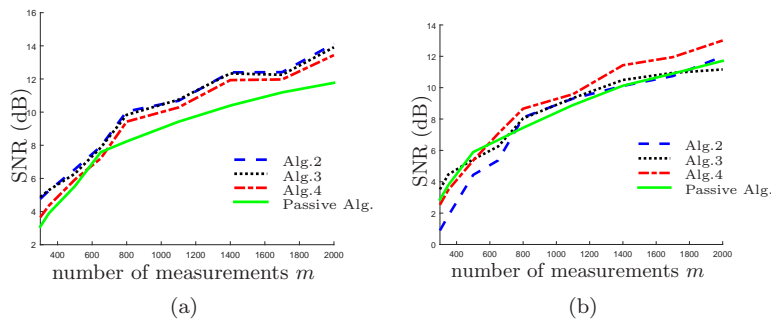 16
14
12
10
8
6
4
2
SNR (dB)
Alg.2
Alg.3
Alg.4
Passive Alg.
400 600 800 1000 1200 1400 1600 1800 2000
number of measurements m
(a)
14
12
10
8
6
4
2
0
SNR (dB)
Alg.2
Alg.3
Alg.4
Passive Alg.
400 600 800 1000 1200 1400 1600 1800 2000
number of measurements m
(b)